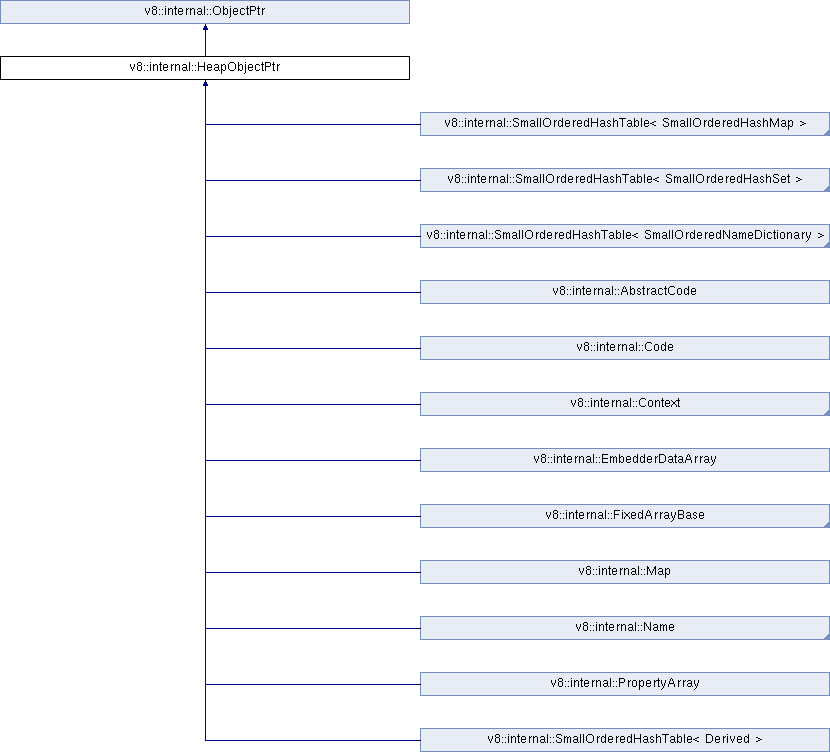 v8::internal::ObjectPtr
v8::internal::HeapObjectPtr
v8::internal::SmallOrderedHashTable< SmallOrderedHashMap >
v8::internal::SmallOrderedHashTable< SmallOrderedHashSet >
v8::internal::SmallOrderedHashTable< SmallOrderedNameDictionary >
v8::internal::AbstractCode
v8::internal::Code
v8::internal::Context
v8::internal::EmbedderDataArray
v8::internal::FixedArrayBase
v8::internal::Map
v8::internal::Name
v8::internal::PropertyArray
v8::internal::SmallOrderedHashTable< Derived >